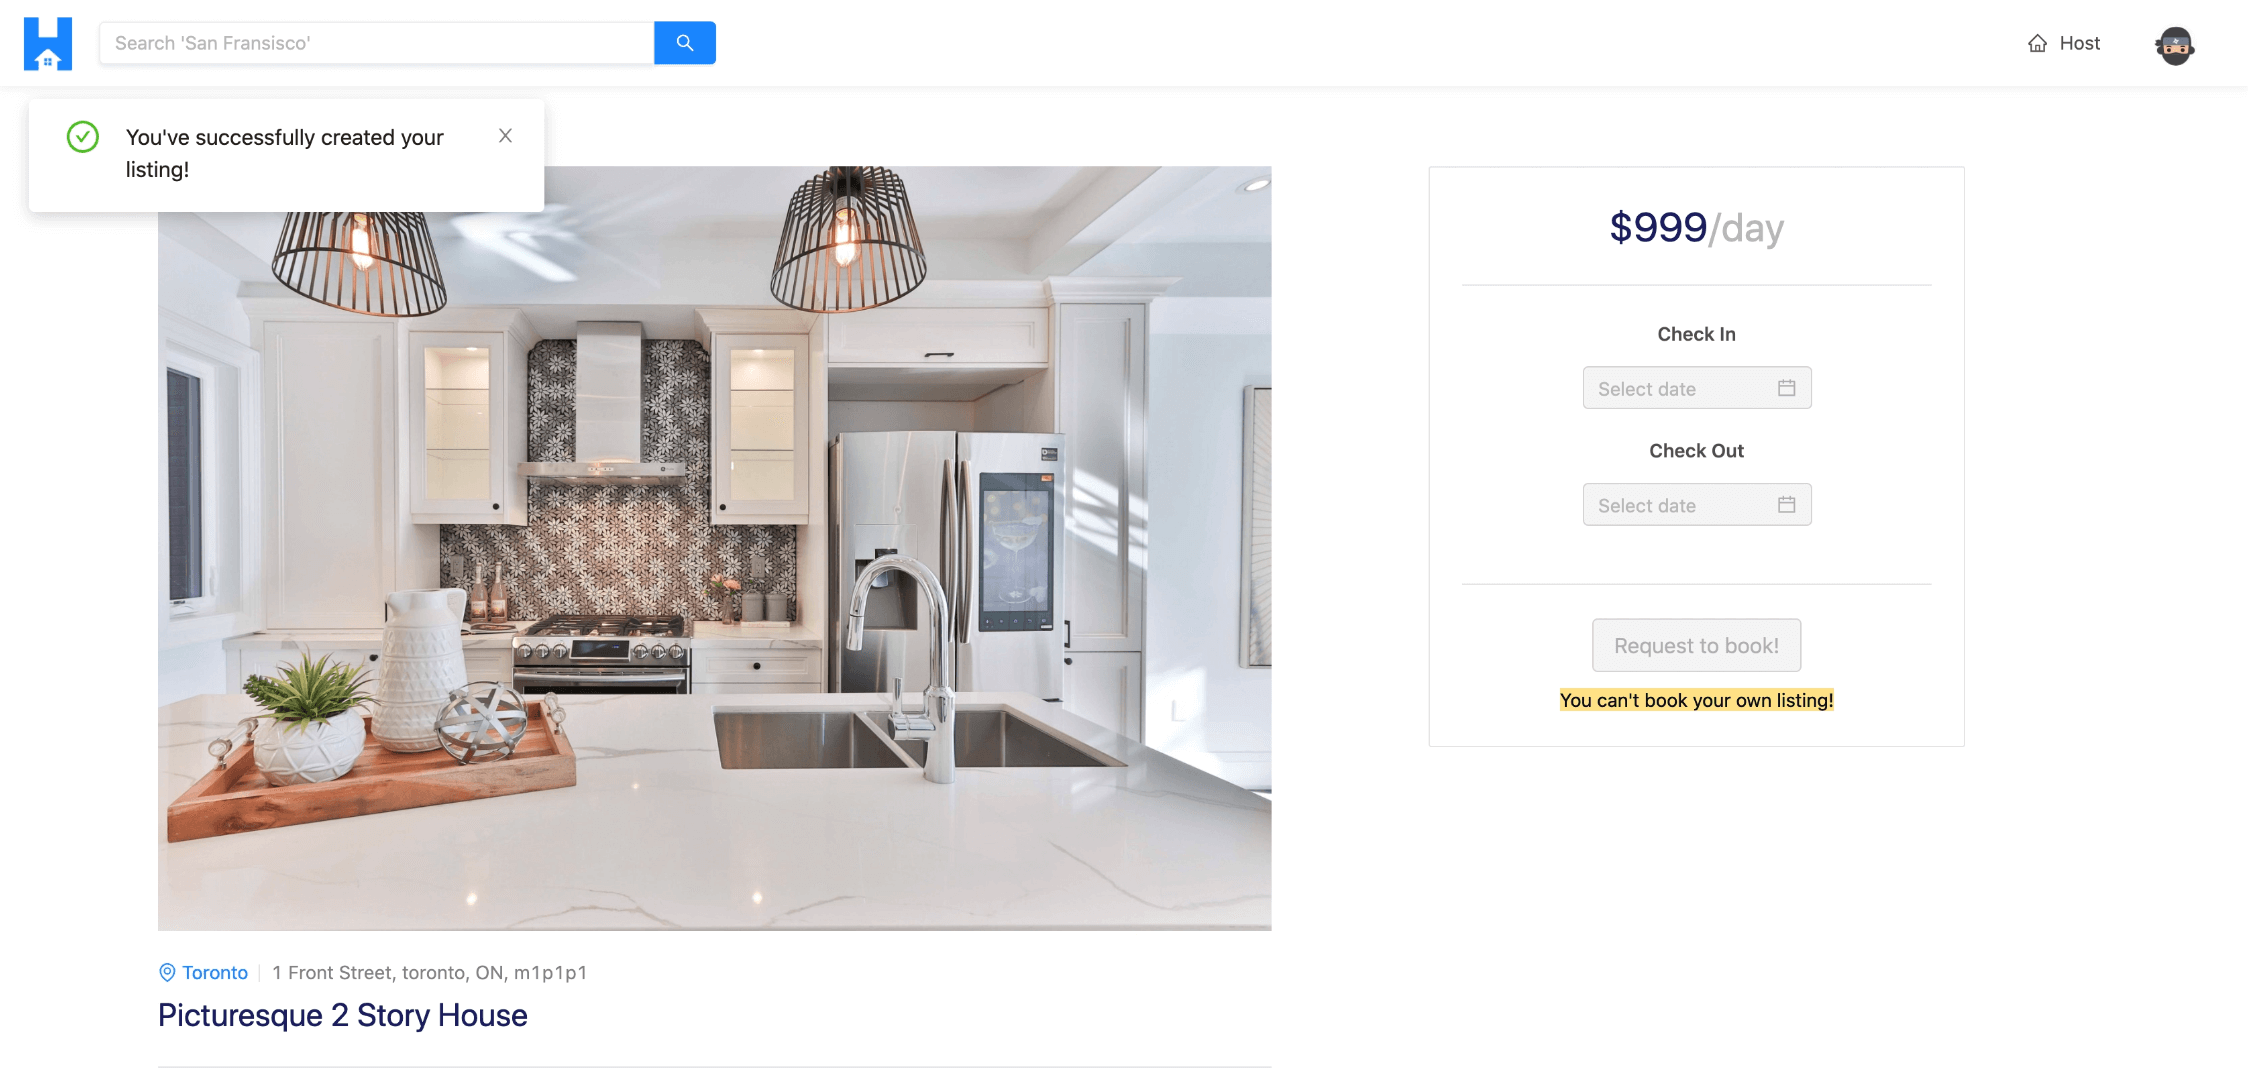 Search 'San Fransisco'
Host
You've successfully created your
listing!
$999/day
Check In
Select date
Check Out
Select date
Request to book!
You can't book your own listing!
Toronto
1 Front Street, toronto, ON, m1p1p1
Picturesque 2 Story House